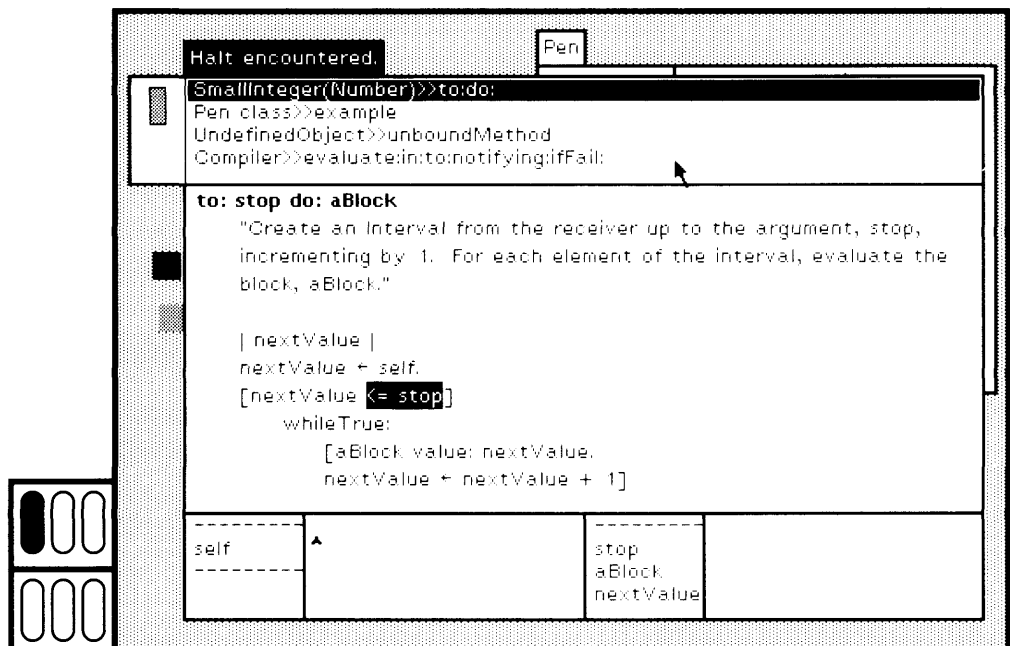 Halt encountered.
Pen
SmallInteger(Number)>>to:do:
Pen class>>example
UndefinedObject>>unboundMethod
Compiler>>evaluate:in:to:notifying:ifFail:
to: stop do: aBlock
"Create an Interval from the receiver up to the argument, stop,
incrementing by 1. For each element of the interval, evaluate the
block, aBlock."
| nextValue |
nextValue ← self.
[nextValue <= stop]
whileTrue:
[aBlock value: nextValue.
nextValue ← nextValue + 1]
self
stop
aBlock
nextValue